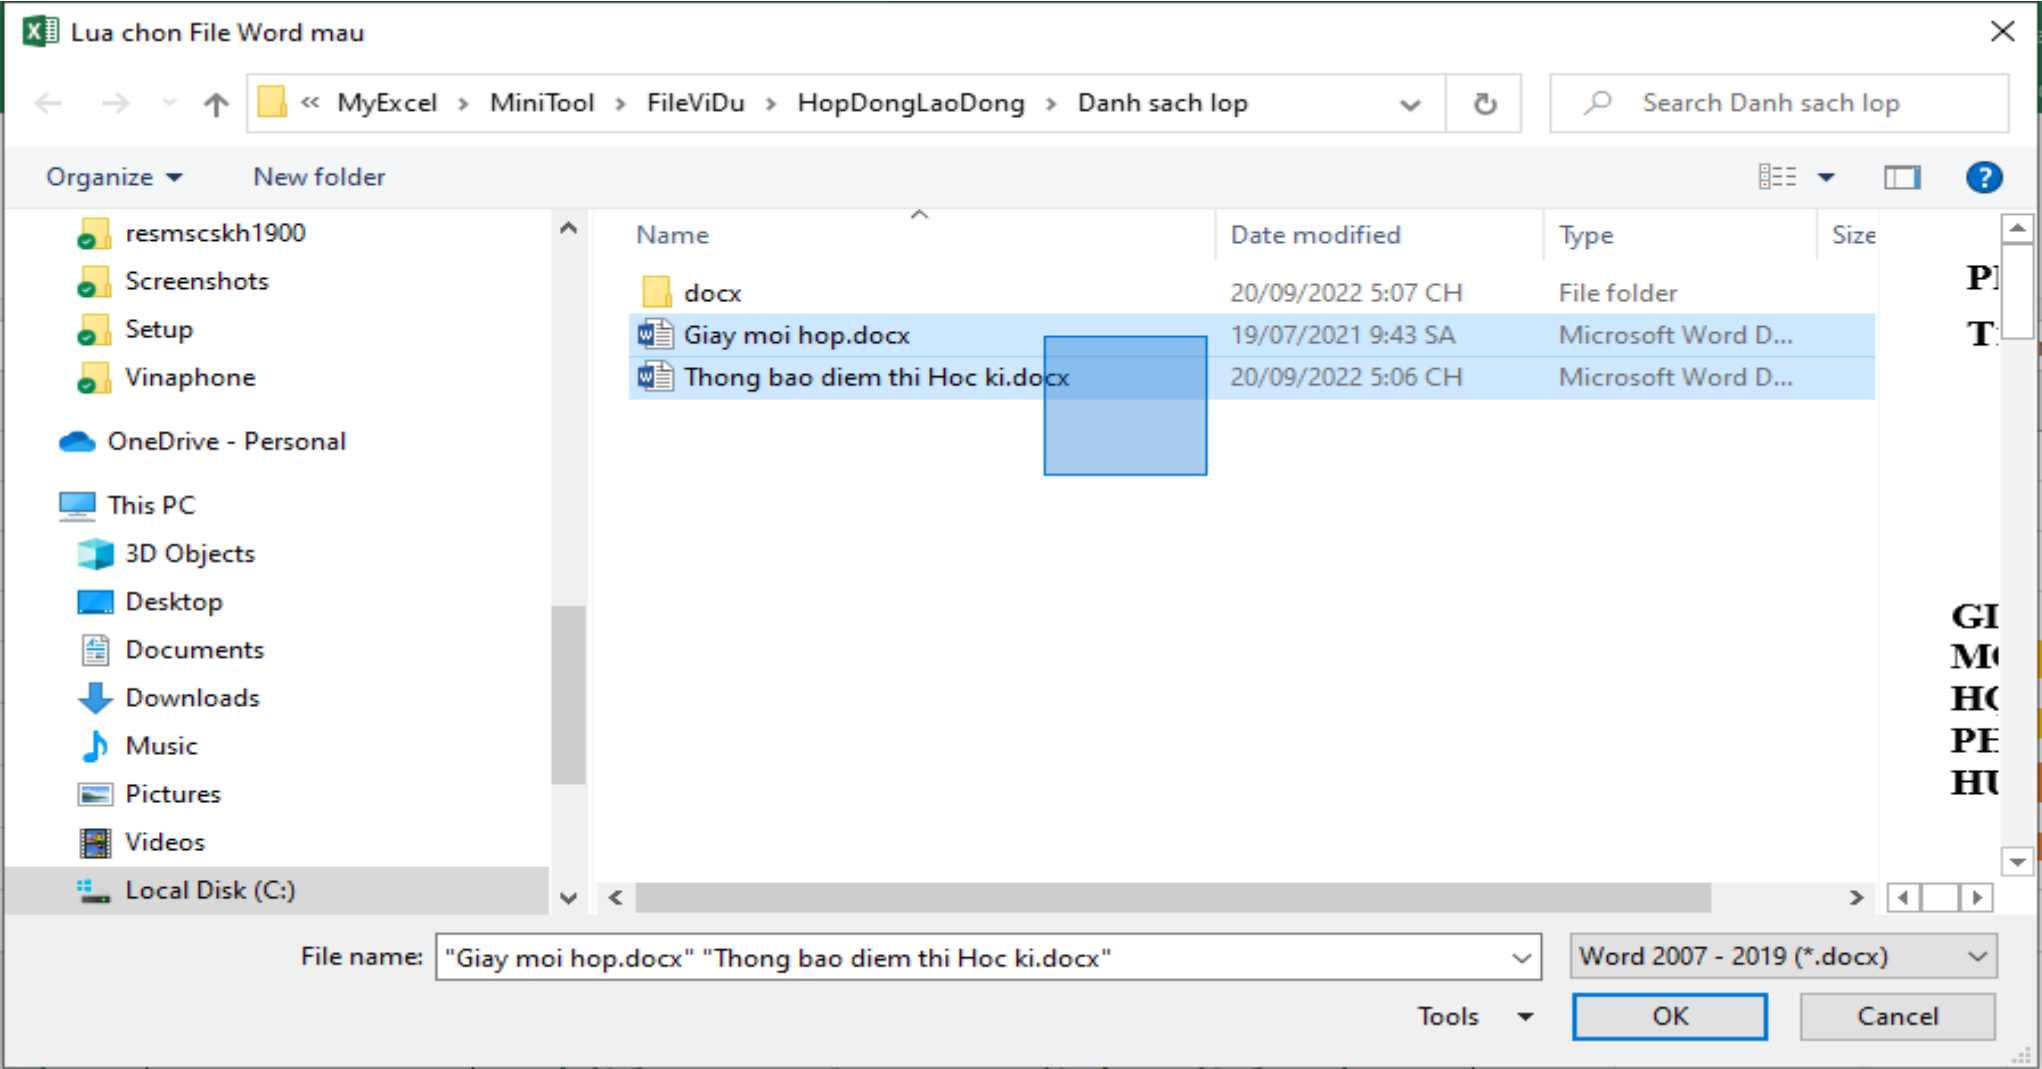 Lua chon File Word mau
« MyExcel > MiniTool > FileViDu > HopDongLaoDong > Danh sach lop
Search Danh sach lop
Organize
New folder
resmscskh1900
Screenshots
Setup
Vinaphone
OneDrive - Personal
This PC
3D Objects
Desktop
Documents
Downloads
Music
Pictures
Videos
Local Disk (C:)
Name Date modified Type Size
docx 20/09/2022 5:07 CH File folder
Giay moi hop.docx 19/07/2021 9:43 SA Microsoft Word D...
Thong bao diem thi Hoc ki.docx 20/09/2022 5:06 CH Microsoft Word D...
File name: "Giay moi hop.docx" "Thong bao diem thi Hoc ki.docx"
Word 2007 - 2019 (*.docx)
Tools
OK
Cancel